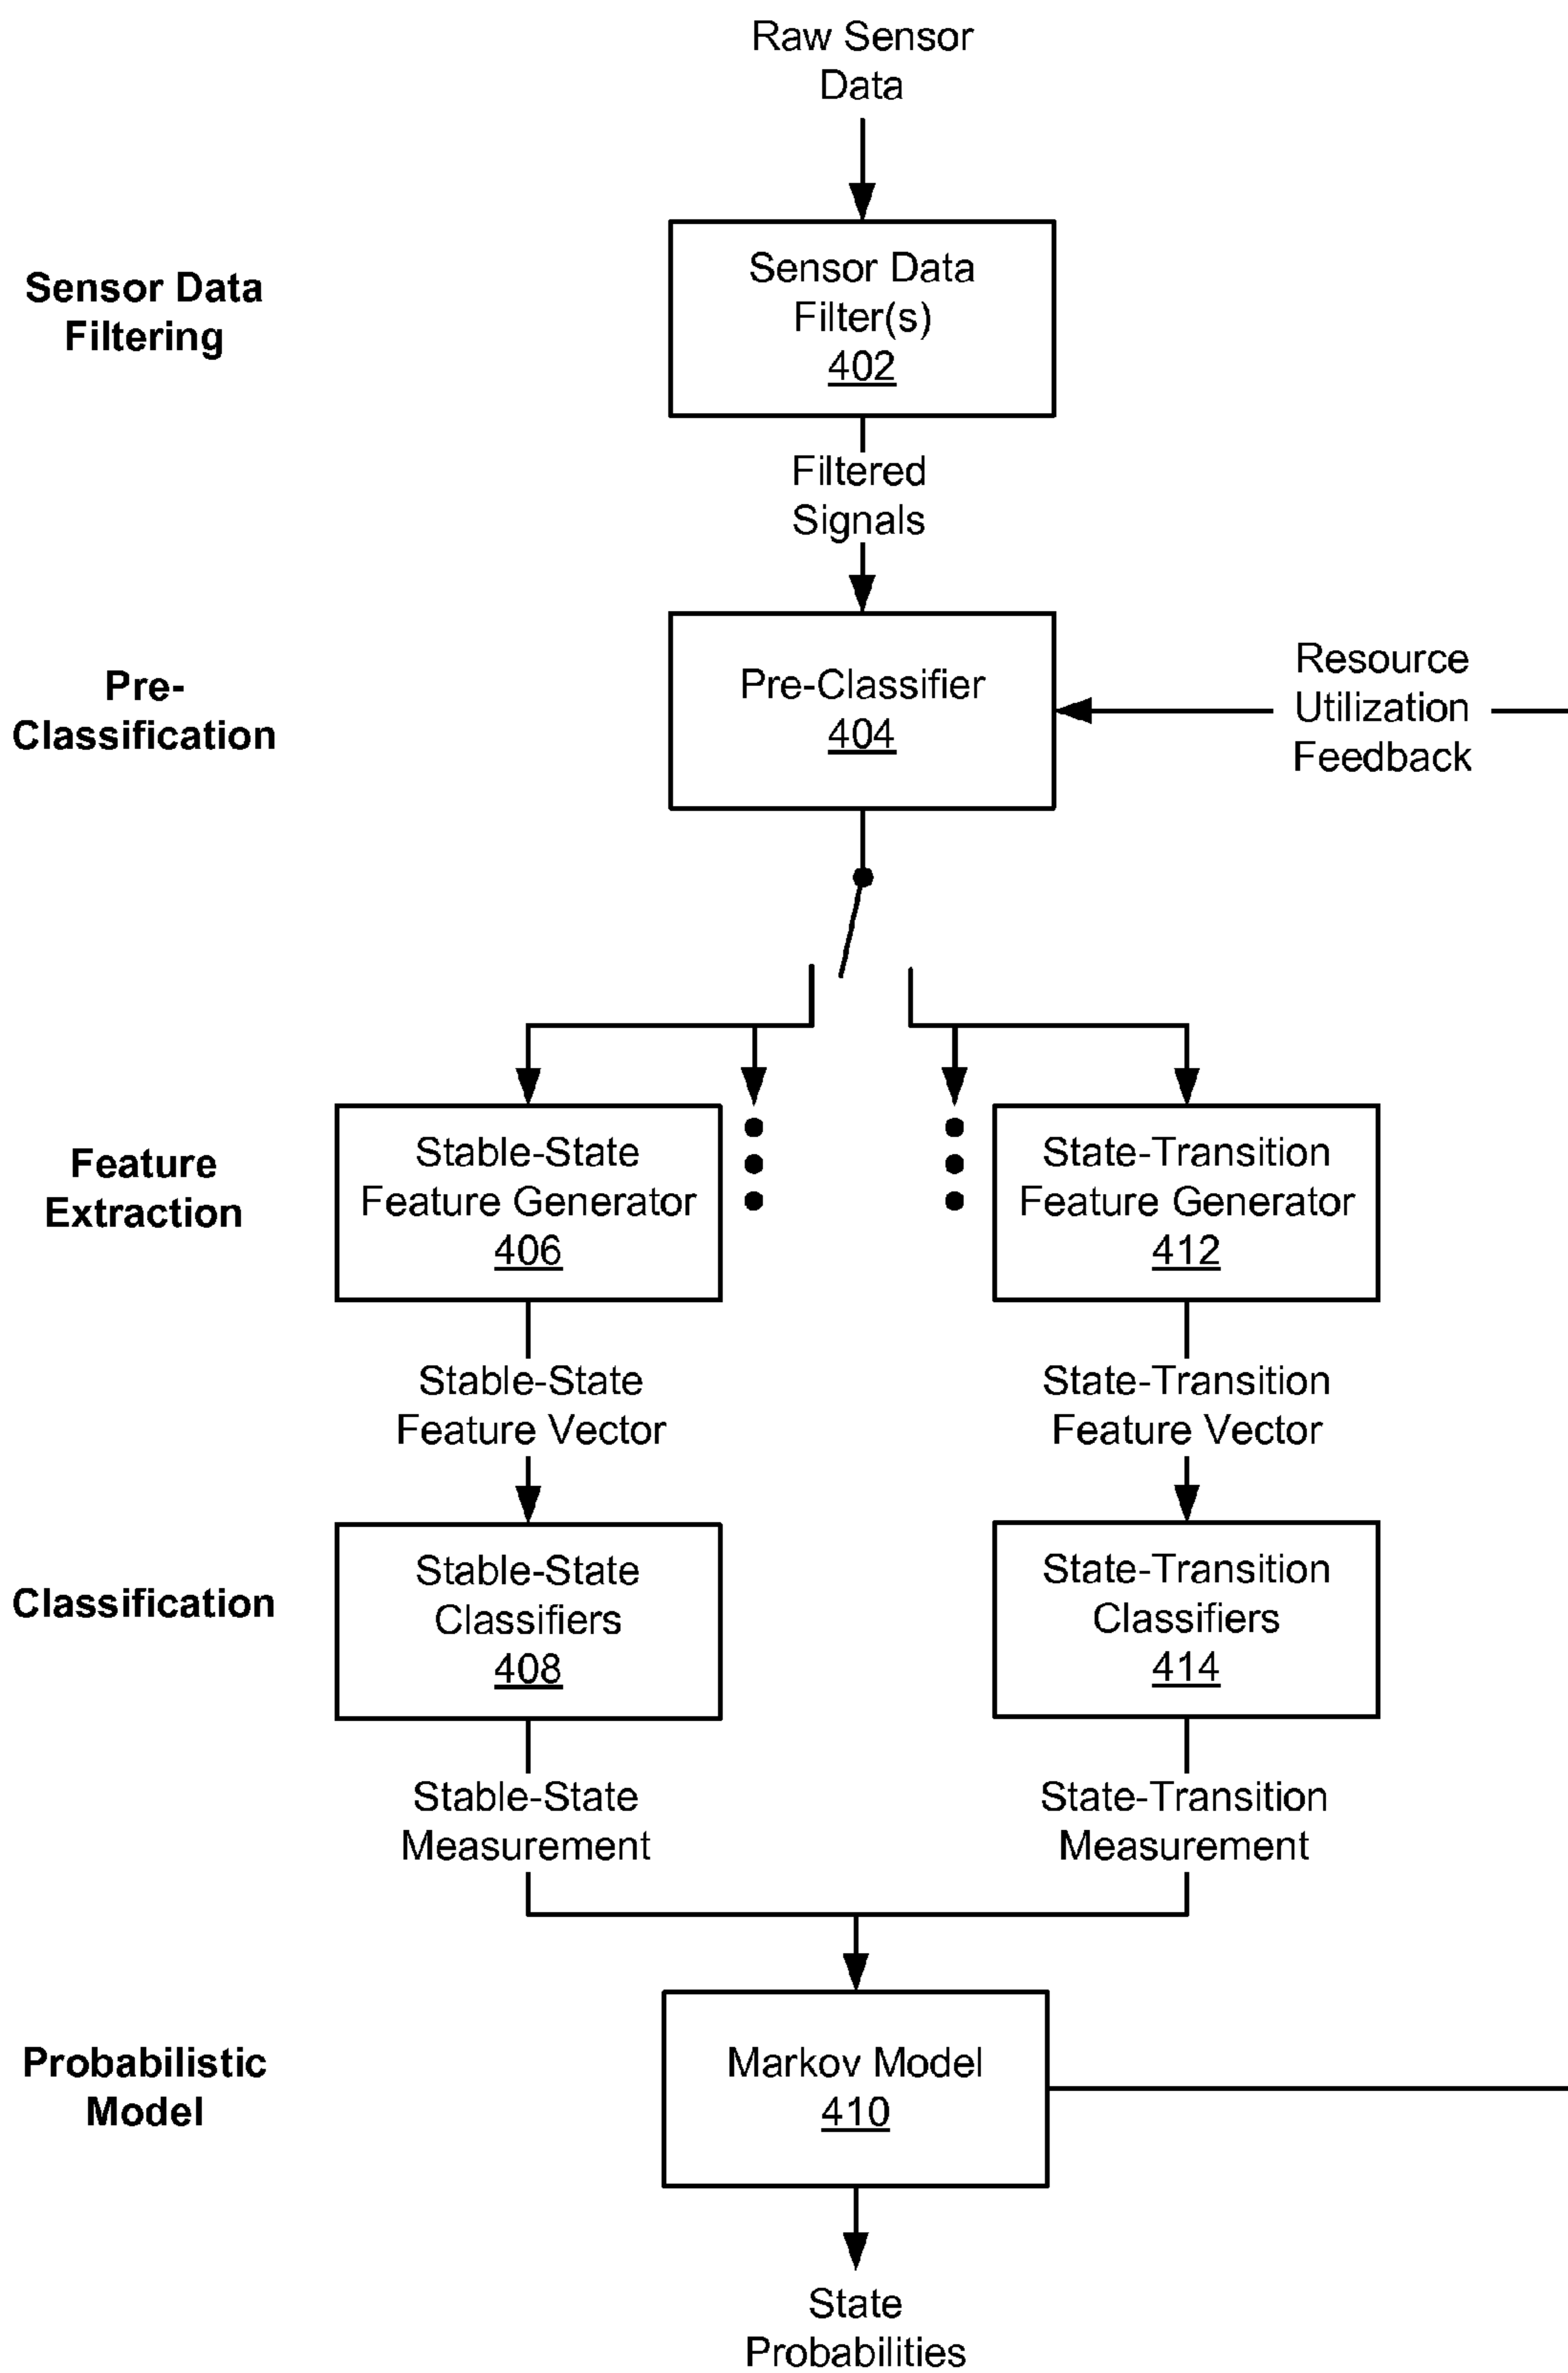 Raw Sensor
Data
Sensor Data
Filtering
Sensor Data
Filter(s)
402
Filtered
Signals
Pre-
Classification
Pre-Classifier
404
Resource
Utilization
Feedback
Feature
Extraction
Stable-State
Feature Generator
406
State-Transition
Feature Generator
412
Stable-State
Feature Vector
State-Transition
Feature Vector
Classification
Stable-State
Classifiers
408
State-Transition
Classifiers
414
Stable-State
Measurement
State-Transition
Measurement
Probabilistic
Model
Markov Model
410
State
Probabilities